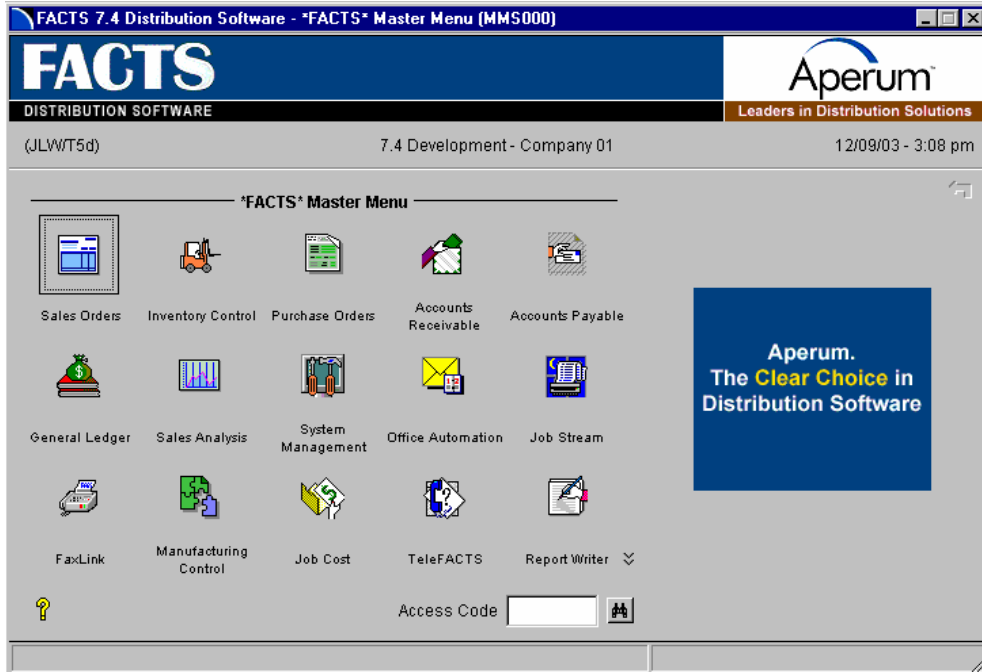 FACTS 7.4 Distribution Software - *FACTS* Master Menu (MMS000)
FACTS
DISTRIBUTION SOFTWARE
Aperum™
Leaders in Distribution Solutions
(JLW/T5d)
7.4 Development - Company 01
12/09/03 - 3:08 pm
*FACTS* Master Menu
Sales Orders
Inventory Control
Purchase Orders
Accounts
Receivable
Accounts Payable
General Ledger
Sales Analysis
System
Management
Office Automation
Job Stream
FaxLink
Manufacturing
Control
Job Cost
TeleFACTS
Report Writer
Aperum.
The Clear Choice in
Distribution Software
Access Code